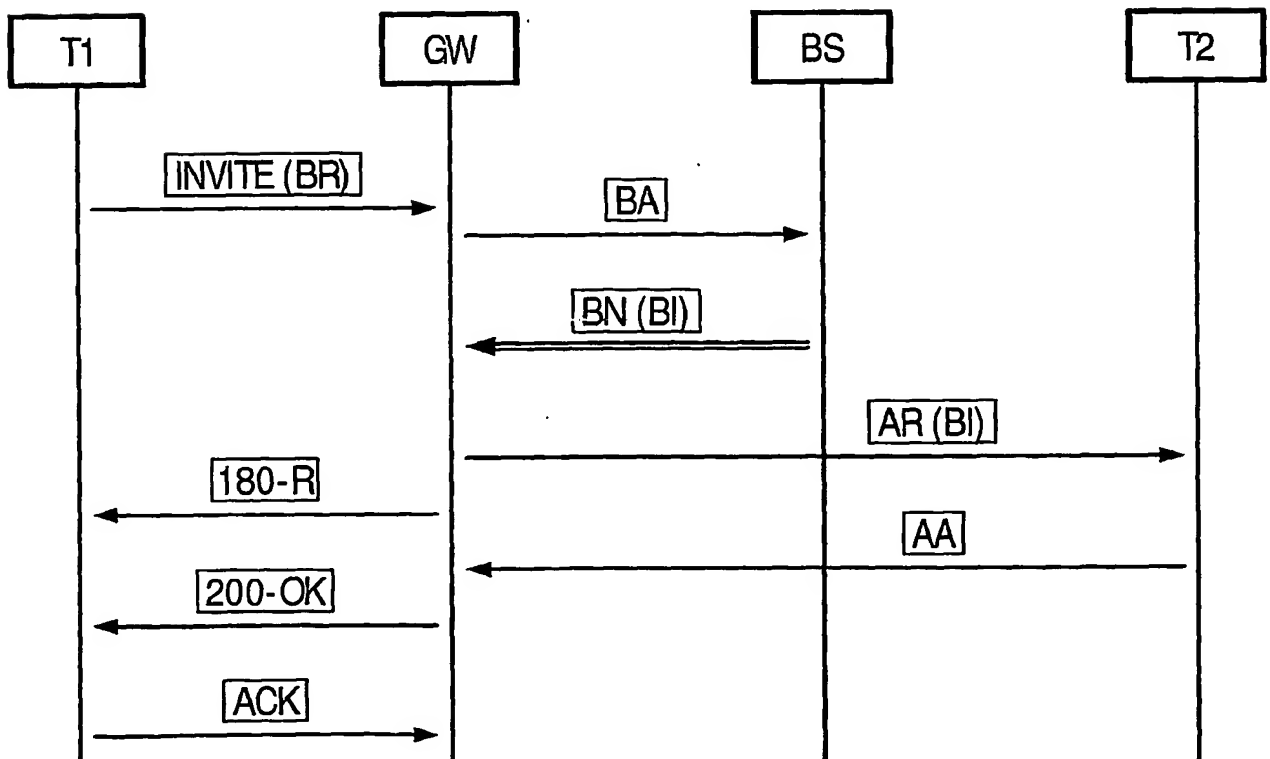 T1
GW
BS
T2
INVITE (BR)
BA
BN (BI)
AR (BI)
180-R
AA
200-OK
ACK